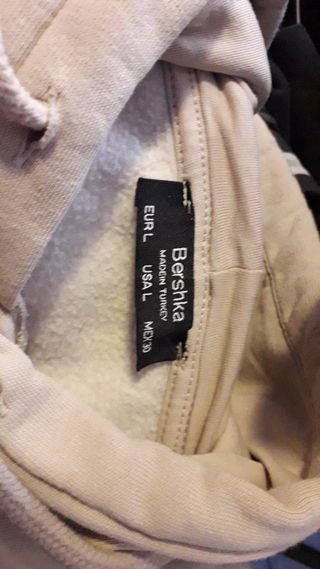 Bershka
MADE IN TURKEY
EUR L USA L MEX 30